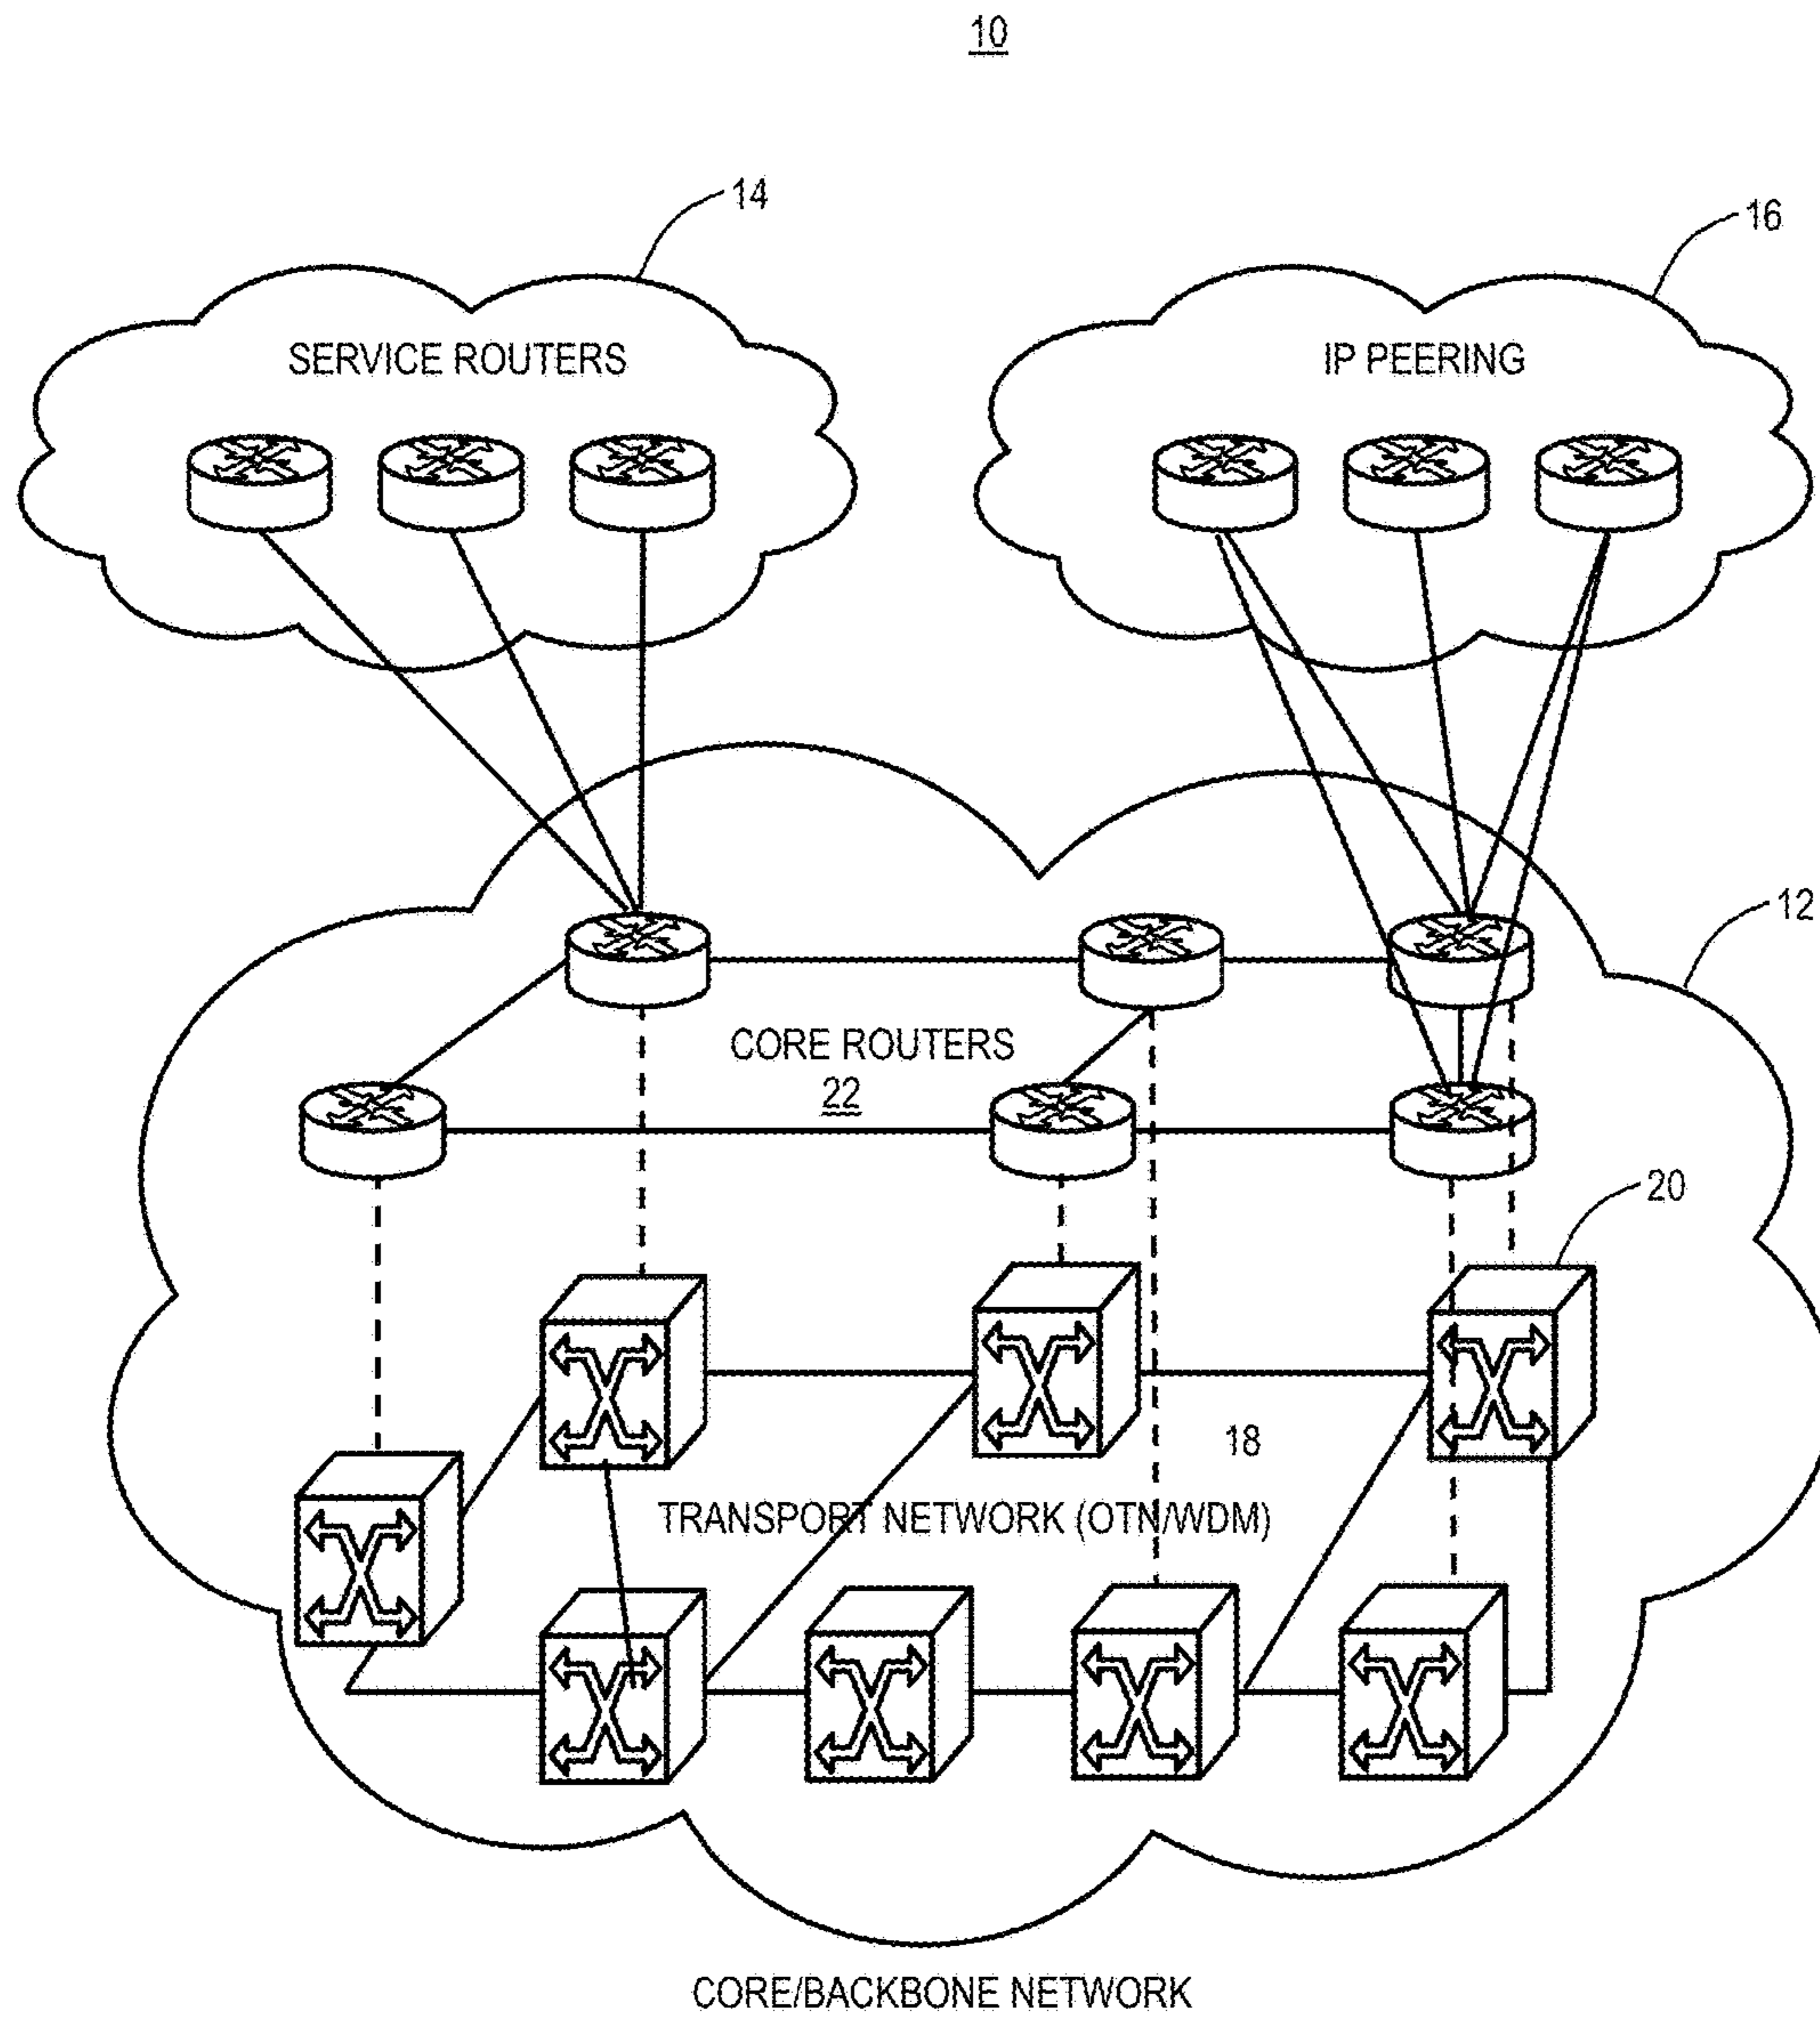 10
14
16
SERVICE ROUTERS
IP PEERING
12
CORE ROUTERS
22
20
18
TRANSPORT NETWORK (OTN/WDM)
CORE/BACKBONE NETWORK